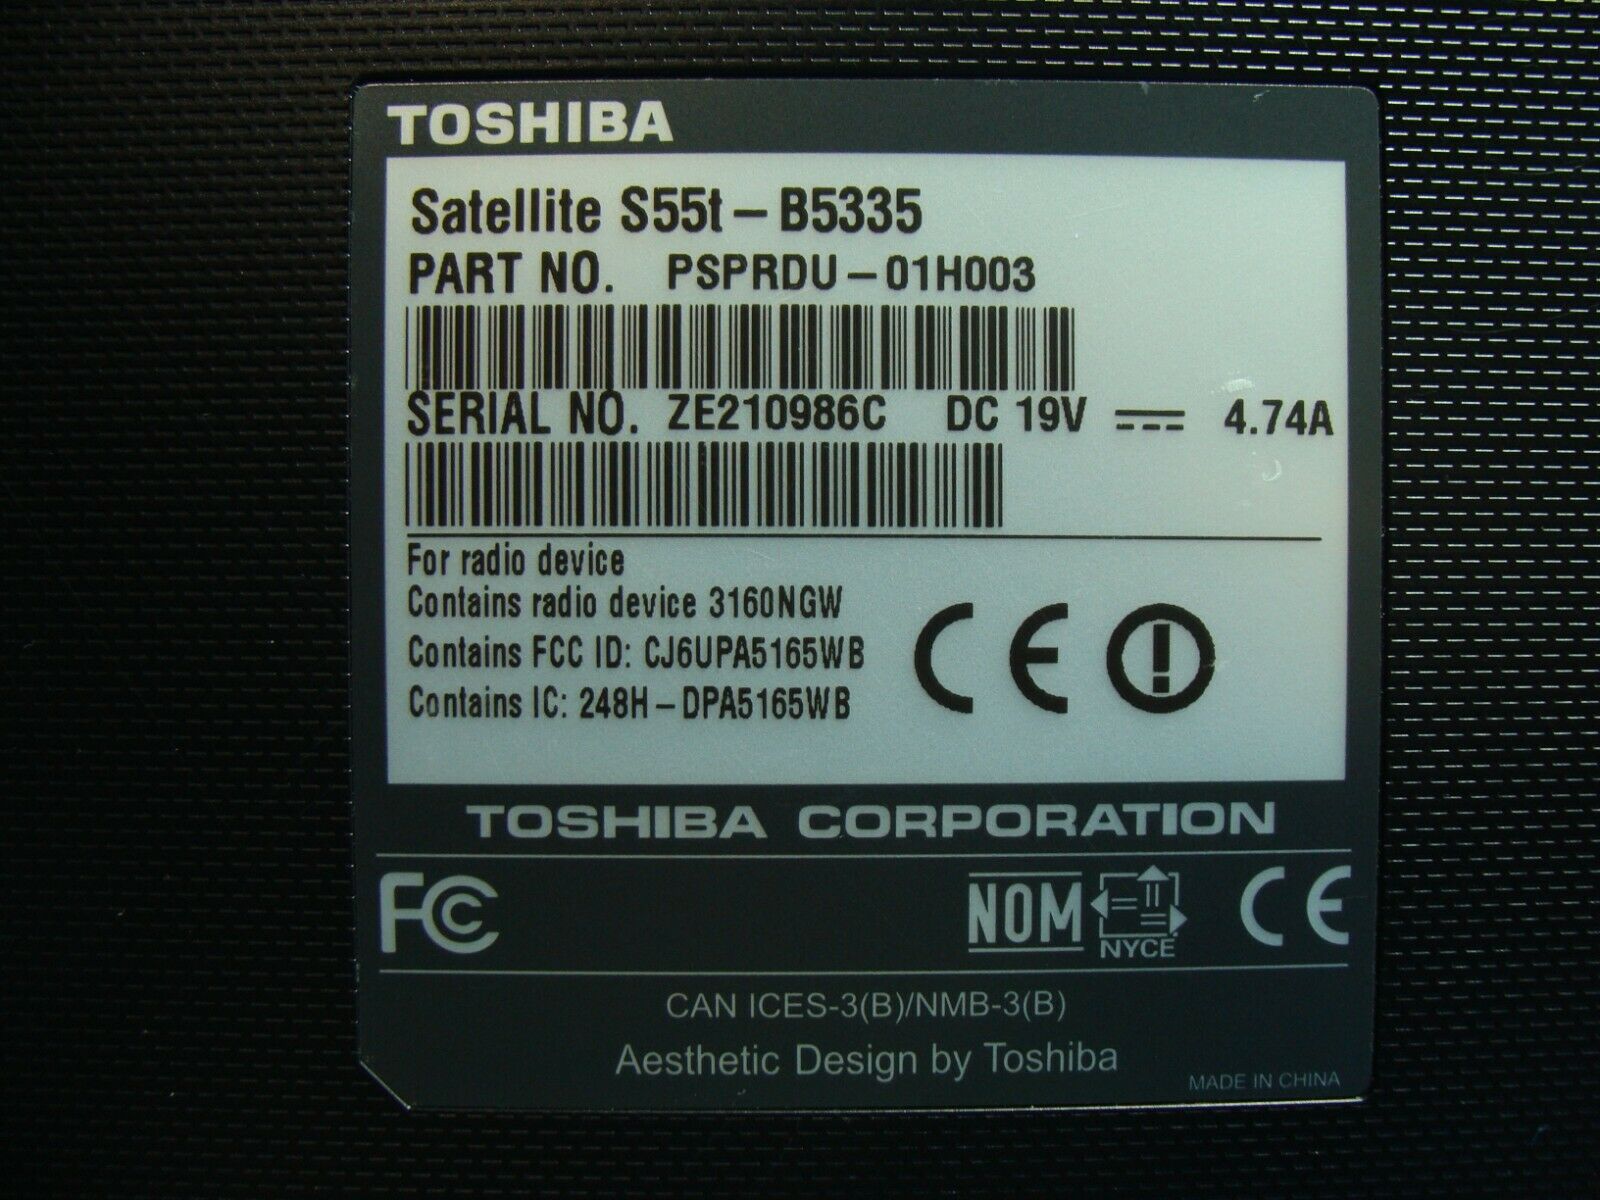 TOSHIBA
Satellite S55t-B5335
PART NO. PSPRDU-01H003
SERIAL NO. ZE210986C DC 19V ⎓ 4.74A
For radio device
Contains radio device 3160NGW
Contains FCC ID: CJ6UPA5165WB
Contains IC: 248H-DPA5165WB
CE
TOSHIBA CORPORATION
FC NOM NYCE CE
CAN ICES-3(B)/NMB-3(B)
Aesthetic Design by Toshiba
MADE IN CHINA